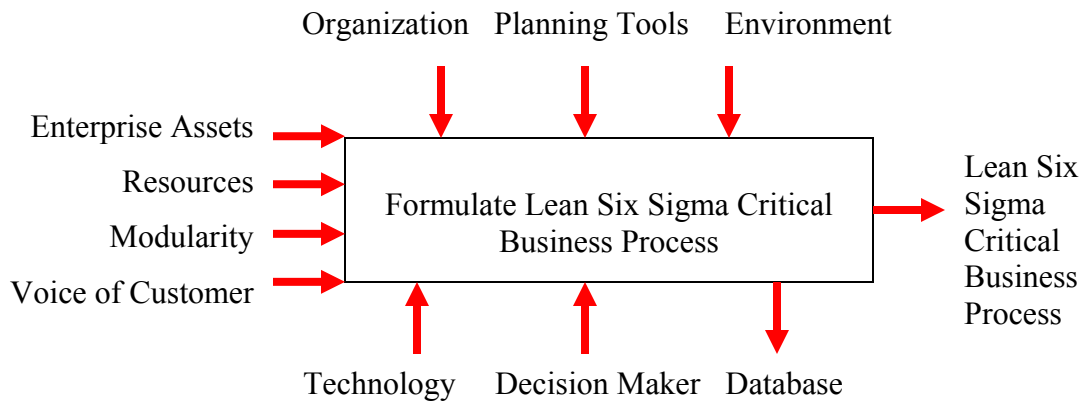 Organization Planning Tools Environment
Enterprise Assets
Resources
Modularity
Voice of Customer
Formulate Lean Six Sigma Critical
Business Process
Lean Six
Sigma
Critical
Business
Process
Technology Decision Maker Database